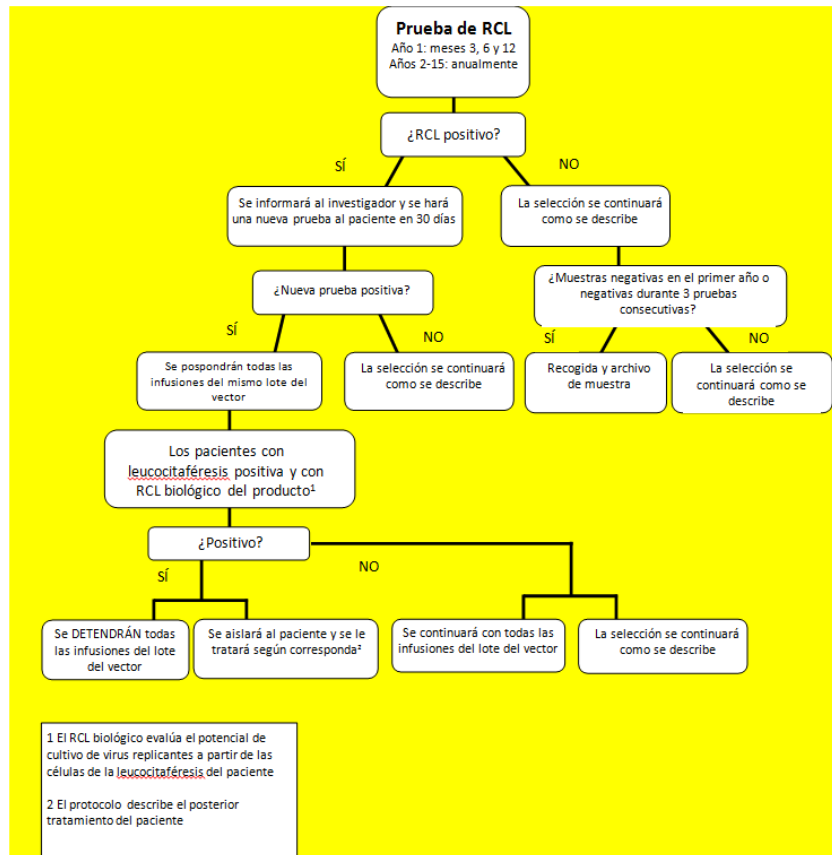 Prueba de RCL
Año 1: meses 3, 6 y 12
Años 2-15: anualmente
¿RCL positivo?
SÍ
NO
Se informará al investigador y se hará
una nueva prueba al paciente en 30 días
La selección se continuará
como se describe
¿Nueva prueba positiva?
¿Muestras negativas en el primer año o
negativas durante 3 pruebas
consecutivas?
SÍ
NO
SÍ
NO
Se pospondrán todas las
infusiones del mismo lote del
vector
La selección se continuará
como se describe
Recogida y archivo
de muestra
La selección se
continuará como se
describe
Los pacientes con
leucocitaféresis positiva y con
RCL biológico del producto¹
¿Positivo?
SÍ
NO
Se DETENDRÁN todas
las infusiones del lote
del vector
Se aislará al paciente y se le
tratará según corresponda²
Se continuará con todas las
infusiones del lote del vector
La selección se continuará
como se describe
1 El RCL biológico evalúa el potencial de
cultivo de virus replicantes a partir de las
células de la leucocitaféresis del paciente
2 El protocolo describe el posterior
tratamiento del paciente